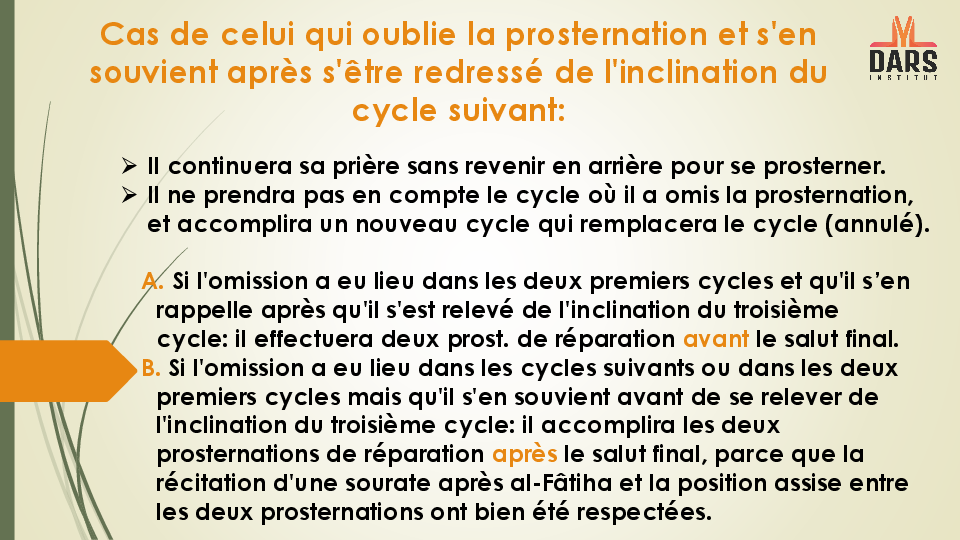 Cas de celui qui oublie la prosternation et s'en
souvient après s'être redressé de l'inclination du
cycle suivant:
M
DARS
INSTITUT
➢ Il continuera sa prière sans revenir en arrière pour se prosterner.
➢ Il ne prendra pas en compte le cycle où il a omis la prosternation,
et accomplira un nouveau cycle qui remplacera le cycle (annulé).
A. Si l'omission a eu lieu dans les deux premiers cycles et qu'il s'en
rappelle après qu'il s'est relevé de l'inclination du troisième
cycle: il effectuera deux prost. de réparation avant le salut final.
B. Si l'omission a eu lieu dans les cycles suivants ou dans les deux
premiers cycles mais qu'il s'en souvient avant de se relever de
l'inclination du troisième cycle: il accomplira les deux
prosternations de réparation après le salut final, parce que la
récitation d'une sourate après al-Fâtiha et la position assise entre
les deux prosternations ont bien été respectées.